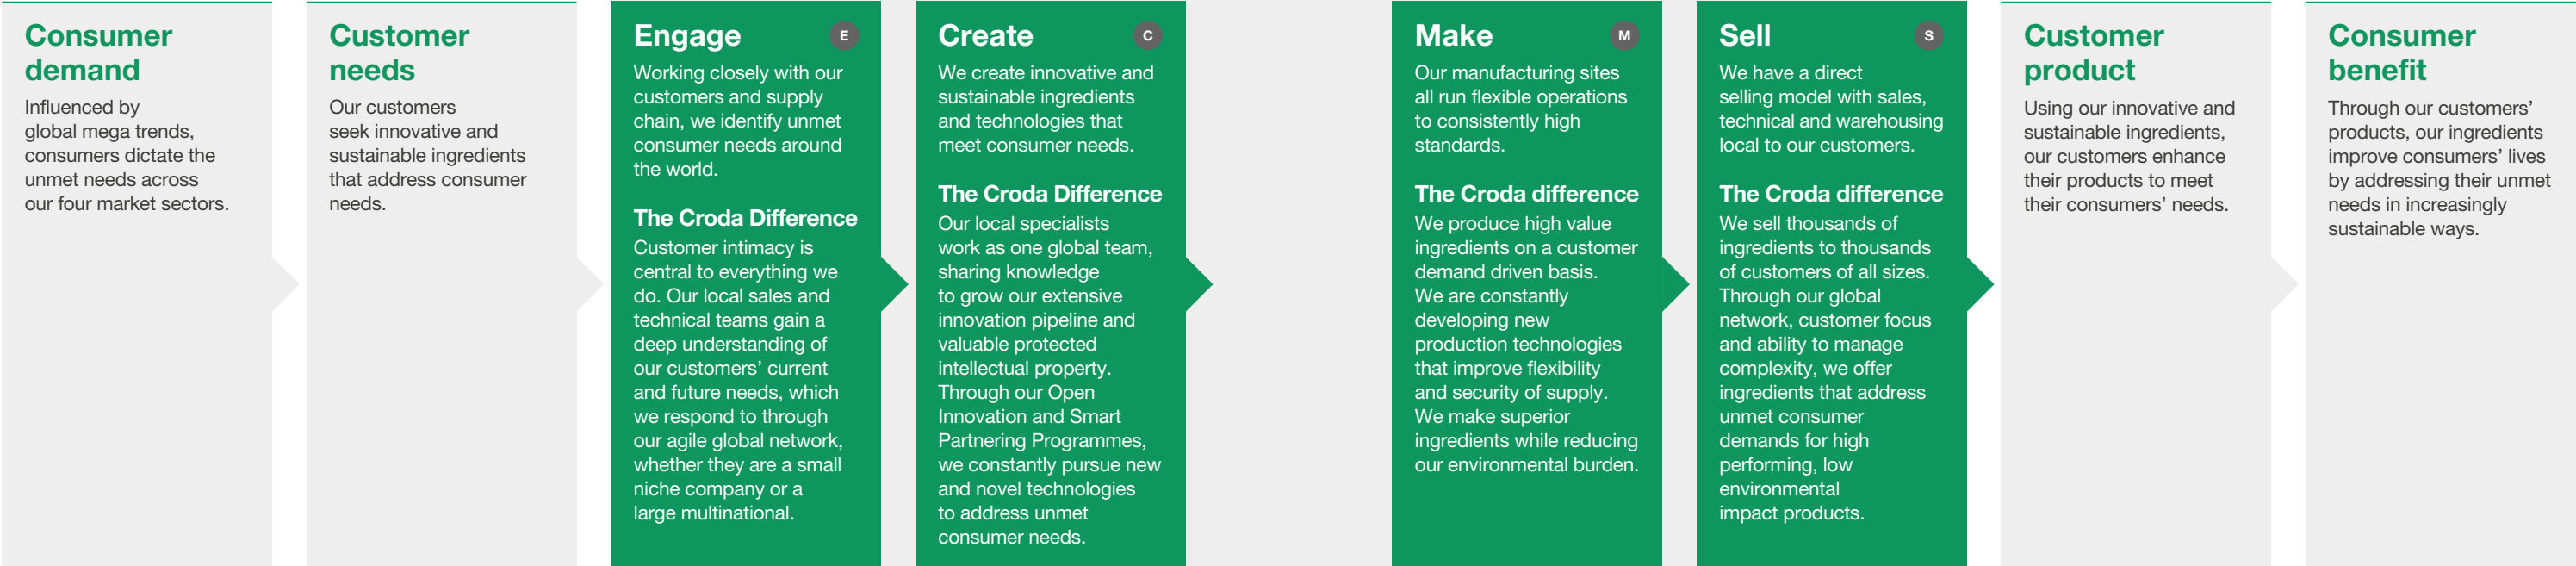 Consumer
demand
Influenced by
global mega trends,
consumers dictate the
unmet needs across
our four market sectors.
Customer
needs
Our customers
seek innovative and
sustainable ingredients
that address consumer
needs.
Engage
E
Working closely with our
customers and supply
chain, we identify unmet
consumer needs around
the world.
The Croda Difference
Customer intimacy is
central to everything we
do. Our local sales and
technical teams gain a
deep understanding of
our customers’ current
and future needs, which
we respond to through
our agile global network,
whether they are a small
niche company or a
large multinational.
Create
C
We create innovative and
sustainable ingredients
and technologies that
meet consumer needs.
The Croda Difference
Our local specialists
work as one global team,
sharing knowledge
to grow our extensive
innovation pipeline and
valuable protected
intellectual property.
Through our Open
Innovation and Smart
Partnering Programmes,
we constantly pursue new
and novel technologies
to address unmet
consumer needs.
Make
M
Our manufacturing sites
all run flexible operations
to consistently high
standards.
The Croda difference
We produce high value
ingredients on a customer
demand driven basis.
We are constantly
developing new
production technologies
that improve flexibility
and security of supply.
We make superior
ingredients while reducing
our environmental burden.
Sell
S
We have a direct
selling model with sales,
technical and warehousing
local to our customers.
The Croda difference
We sell thousands of
ingredients to thousands
of customers of all sizes.
Through our global
network, customer focus
and ability to manage
complexity, we offer
ingredients that address
unmet consumer
demands for high
performing, low
environmental
impact products.
Customer
product
Using our innovative and
sustainable ingredients,
our customers enhance
their products to meet
their consumers’ needs.
Consumer
benefit
Through our customers’
products, our ingredients
improve consumers’ lives
by addressing their unmet
needs in increasingly
sustainable ways.